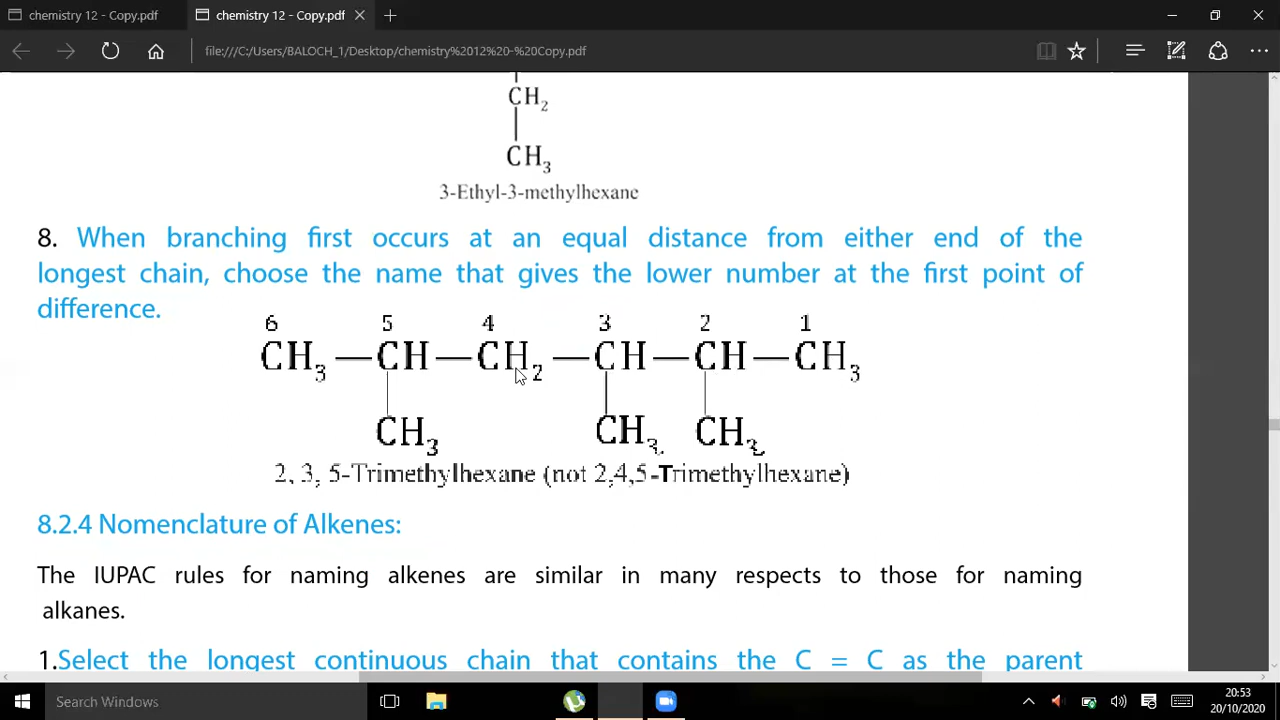 chemistry 12 - Copy.pdf
chemistry 12 - Copy.pdf
file:///C:/Users/BALOCH_1/Desktop/chemistry%2012%20-%20Copy.pdf
CH2
CH3
3-Ethyl-3-methylhexane
8. When branching first occurs at an equal distance from either end of the
longest chain, choose the name that gives the lower number at the first point of
difference.
6 5 4 3 2 1
CH3—CH—CH2—CH—CH—CH3
CH3 CH3 CH3
2, 3, 5-Trimethylhexane (not 2,4,5-Trimethylhexane)
8.2.4 Nomenclature of Alkenes:
The IUPAC rules for naming alkenes are similar in many respects to those for naming
alkanes.
1.Select the longest continuous chain that contains the C = C as the parent
Search Windows
20:53
20/10/2020